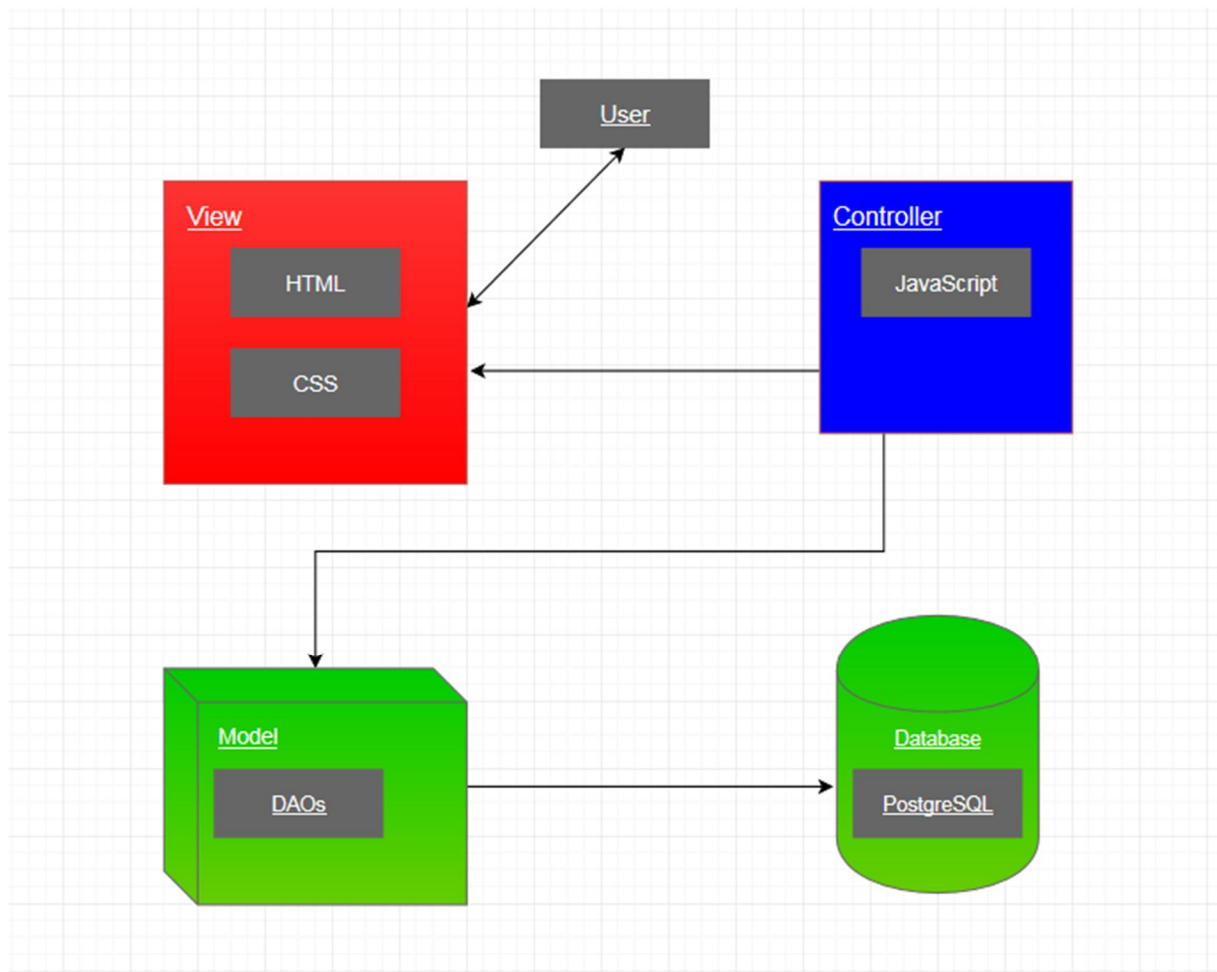 User
View
HTML
CSS
Controller
JavaScript
Model
DAOs
Database
PostgreSQL